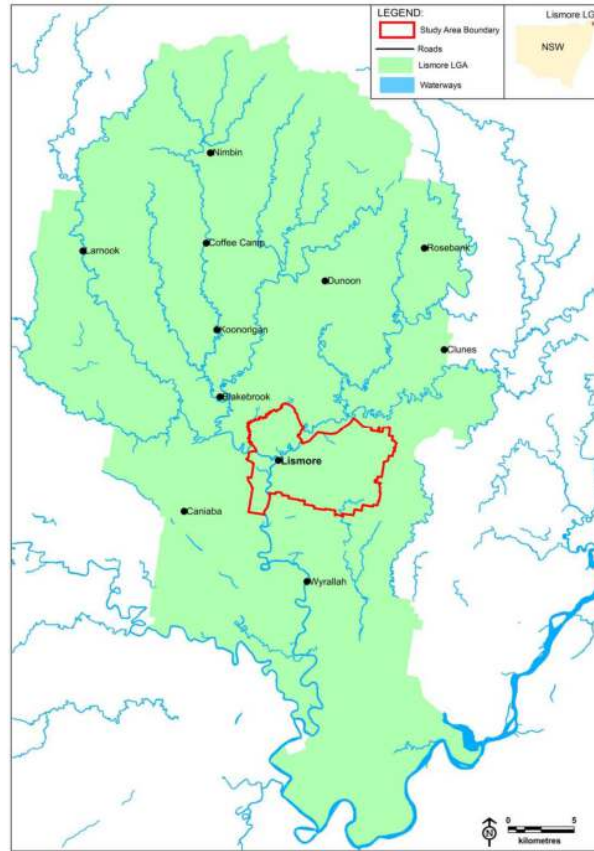 LEGEND:
Study Area Boundary
Roads
Lismore LGA
Waterways
Lismore LG
NSW
Nimbin
Larnook
Coffee Camp
Rosebank
Dunoon
Koonorigan
Clunes
Blakebrook
Lismore
Caniaba
Wyrallah
N
0 5
kilometres